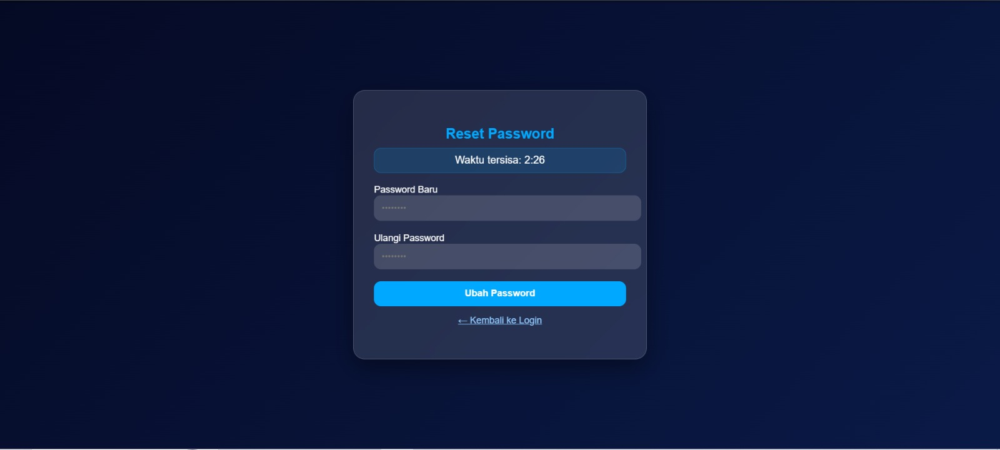 Reset Password
Waktu tersisa: 2:26
Password Baru
••••••••
Ulangi Password
••••••••
Ubah Password
← Kembali ke Login